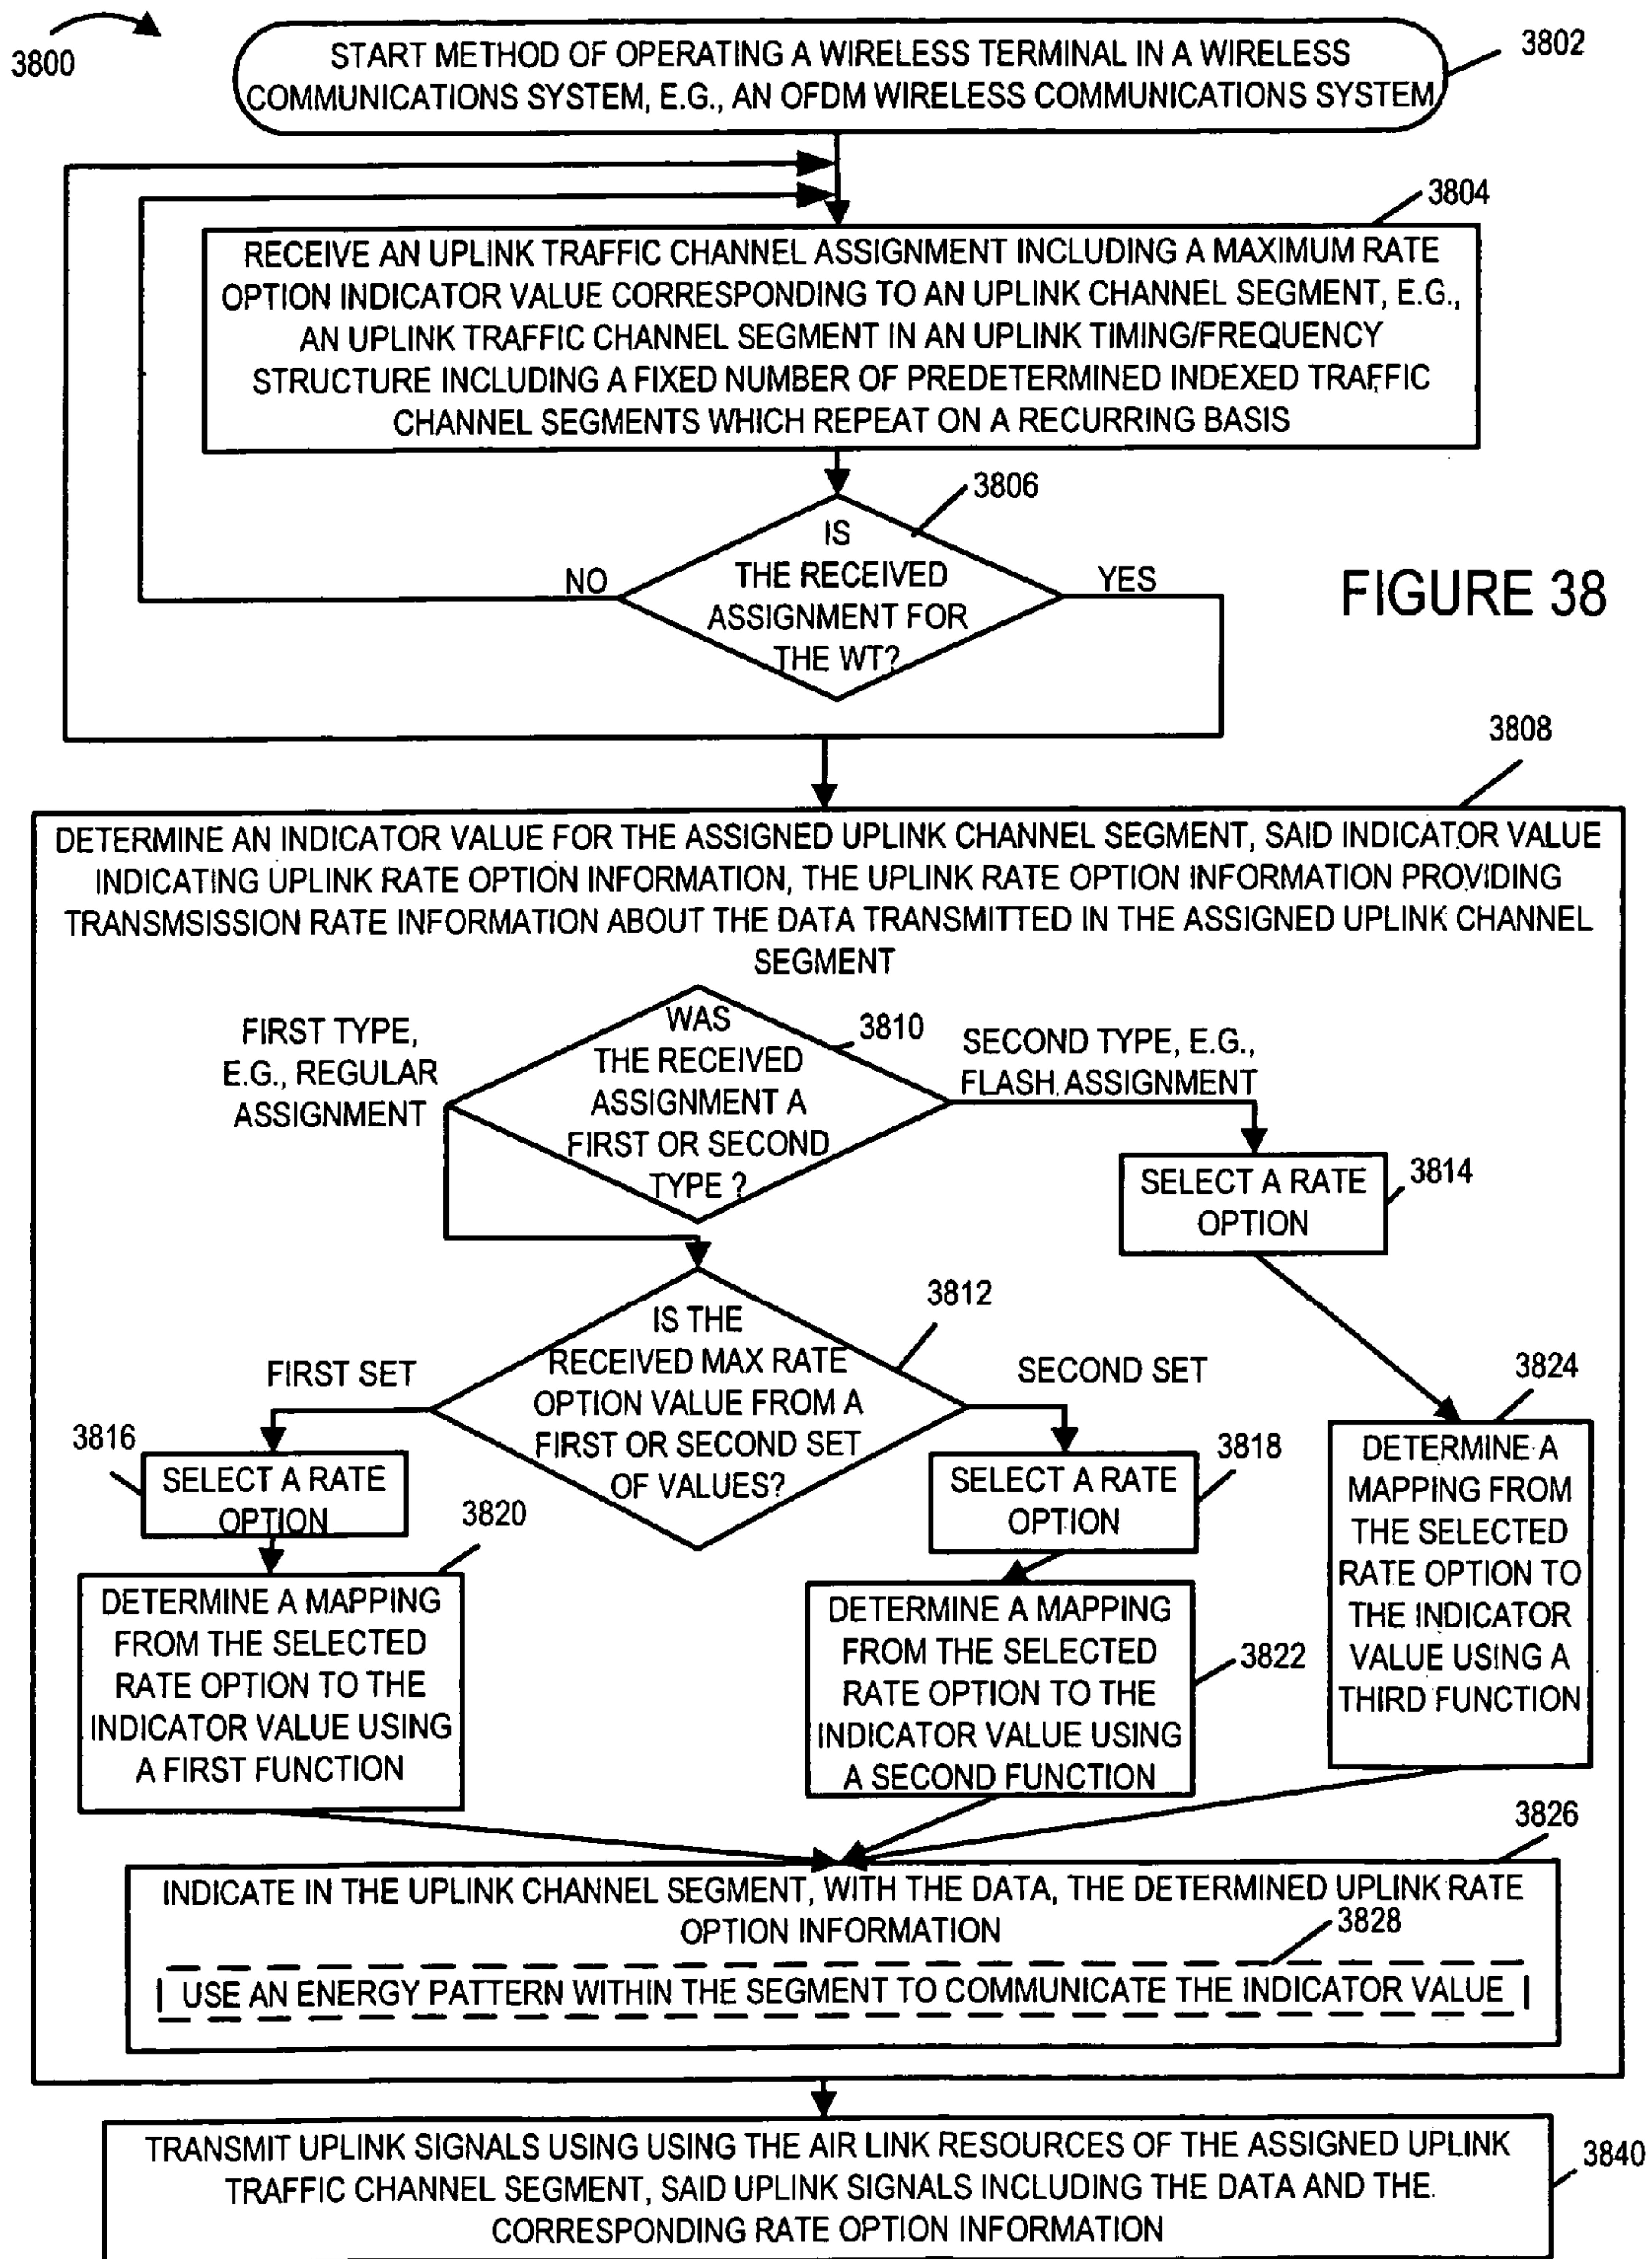 3800
START METHOD OF OPERATING A WIRELESS TERMINAL IN A WIRELESS
COMMUNICATIONS SYSTEM, E.G., AN OFDM WIRELESS COMMUNICATIONS SYSTEM
3802
3804
RECEIVE AN UPLINK TRAFFIC CHANNEL ASSIGNMENT INCLUDING A MAXIMUM RATE
OPTION INDICATOR VALUE CORRESPONDING TO AN UPLINK CHANNEL SEGMENT, E.G.,
AN UPLINK TRAFFIC CHANNEL SEGMENT IN AN UPLINK TIMING/FREQUENCY
STRUCTURE INCLUDING A FIXED NUMBER OF PREDETERMINED INDEXED TRAFFIC
CHANNEL SEGMENTS WHICH REPEAT ON A RECURRING BASIS
3806
IS
THE RECEIVED
ASSIGNMENT FOR
THE WT?
NO
YES
FIGURE 38
3808
DETERMINE AN INDICATOR VALUE FOR THE ASSIGNED UPLINK CHANNEL SEGMENT, SAID INDICATOR VALUE
INDICATING UPLINK RATE OPTION INFORMATION, THE UPLINK RATE OPTION INFORMATION PROVIDING
TRANSMSISSION RATE INFORMATION ABOUT THE DATA TRANSMITTED IN THE ASSIGNED UPLINK CHANNEL
SEGMENT
FIRST TYPE,
E.G., REGULAR
ASSIGNMENT
WAS
THE RECEIVED
ASSIGNMENT A
FIRST OR SECOND
TYPE ?
3810
SECOND TYPE, E.G.,
FLASH ASSIGNMENT
SELECT A RATE
OPTION
3814
3812
IS THE
RECEIVED MAX RATE
OPTION VALUE FROM A
FIRST OR SECOND SET
OF VALUES?
FIRST SET
SECOND SET
3816
SELECT A RATE
OPTION
3820
DETERMINE A MAPPING
FROM THE SELECTED
RATE OPTION TO THE
INDICATOR VALUE USING
A FIRST FUNCTION
SELECT A RATE
OPTION
3818
DETERMINE A MAPPING
FROM THE SELECTED
RATE OPTION TO THE
INDICATOR VALUE USING
A SECOND FUNCTION
3822
3824
DETERMINE A
MAPPING FROM
THE SELECTED
RATE OPTION TO
THE INDICATOR
VALUE USING A
THIRD FUNCTION
3826
INDICATE IN THE UPLINK CHANNEL SEGMENT, WITH THE DATA, THE DETERMINED UPLINK RATE
OPTION INFORMATION
3828
USE AN ENERGY PATTERN WITHIN THE SEGMENT TO COMMUNICATE THE INDICATOR VALUE
TRANSMIT UPLINK SIGNALS USING USING THE AIR LINK RESOURCES OF THE ASSIGNED UPLINK
TRAFFIC CHANNEL SEGMENT, SAID UPLINK SIGNALS INCLUDING THE DATA AND THE
CORRESPONDING RATE OPTION INFORMATION
3840